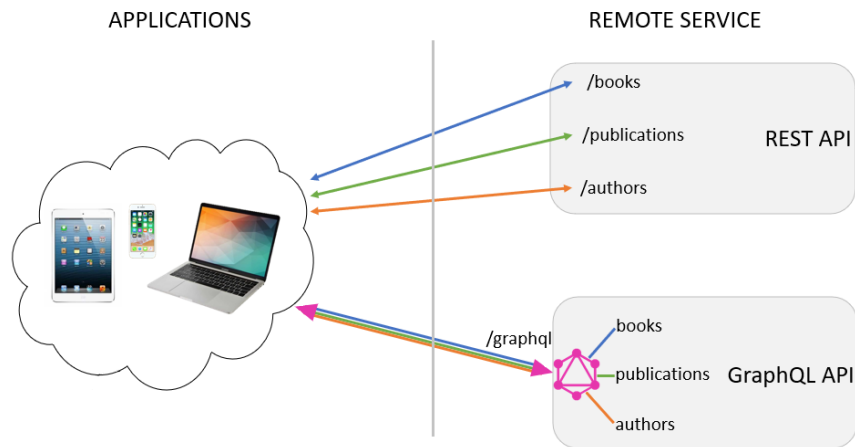 APPLICATIONS
REMOTE SERVICE
/books
/publications
REST API
/authors
/graphql
books
publications
GraphQL API
authors